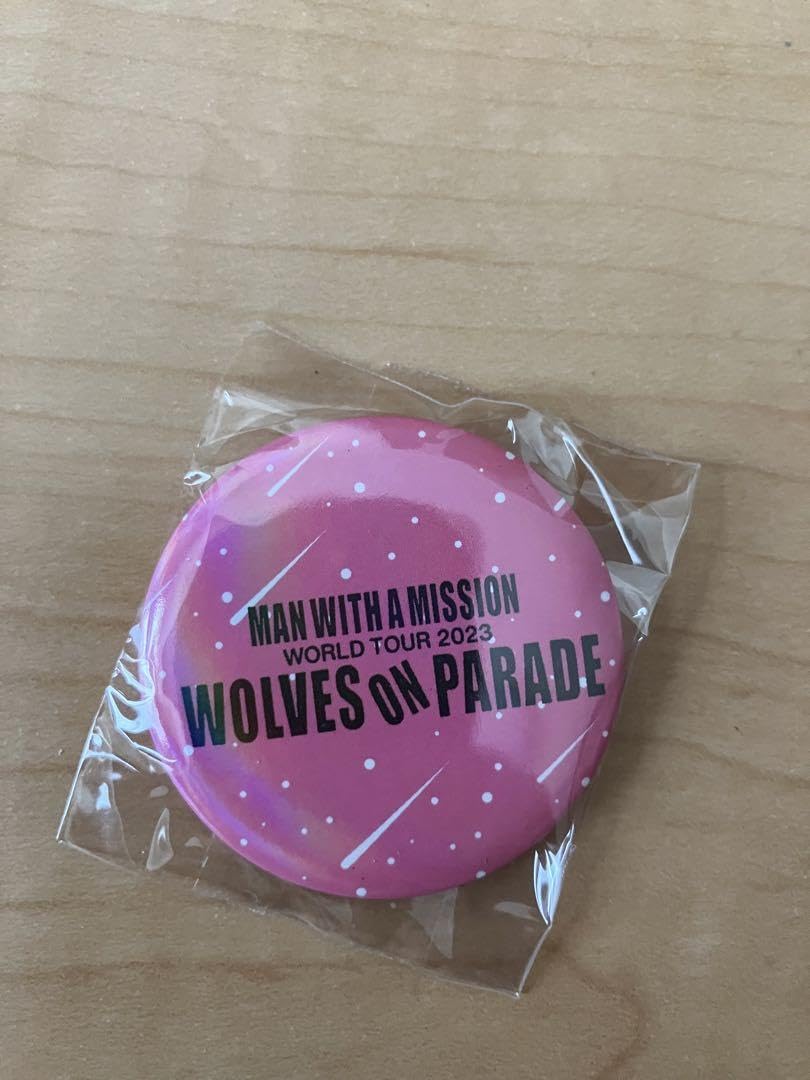 MAN WITH A MISSION
WORLD TOUR 2023
WOLVES ON PARADE